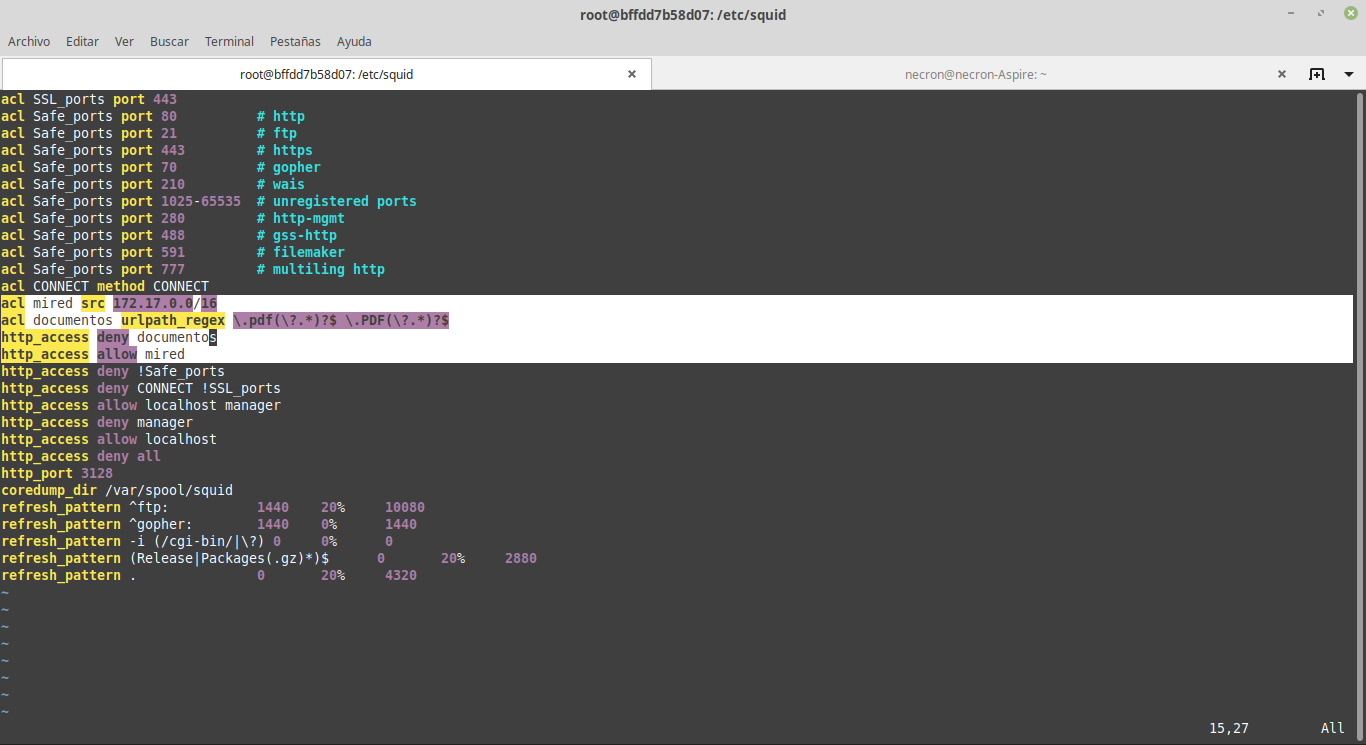 root@bffdd7b58d07: /etc/squid
Archivo Editar Ver Buscar Terminal Pestañas Ayuda
root@bffdd7b58d07: /etc/squid
necron@necron-Aspire: ~
acl SSL_ports port 443
acl Safe_ports port 80 # http
acl Safe_ports port 21 # ftp
acl Safe_ports port 443 # https
acl Safe_ports port 70 # gopher
acl Safe_ports port 210 # wais
acl Safe_ports port 1025-65535 # unregistered ports
acl Safe_ports port 280 # http-mgmt
acl Safe_ports port 488 # gss-http
acl Safe_ports port 591 # filemaker
acl Safe_ports port 777 # multiling http
acl CONNECT method CONNECT
acl mired src 172.17.0.0/16
acl documentos urlpath_regex \.pdf(\?.*)?$ \.PDF(\?.*)?$
http_access deny documentos
http_access allow mired
http_access deny !Safe_ports
http_access deny CONNECT !SSL_ports
http_access allow localhost manager
http_access deny manager
http_access allow localhost
http_access deny all
http_port 3128
coredump_dir /var/spool/squid
refresh_pattern ^ftp: 1440 20% 10080
refresh_pattern ^gopher: 1440 0% 1440
refresh_pattern -i (/cgi-bin/|\?) 0 0% 0
refresh_pattern (Release|Packages(.gz)*)$ 0 20% 2880
refresh_pattern . 0 20% 4320
~
~
~
~
~
~
~
~
15,27 All